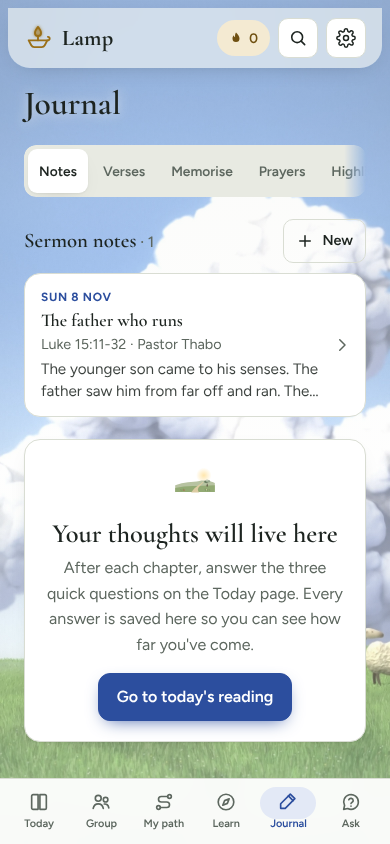 Lamp
0
Journal
Notes Verses Memorise Prayers Highl
Sermon notes · 1
+ New
SUN 8 NOV
The father who runs
Luke 15:11-32 · Pastor Thabo
The younger son came to his senses. The
father saw him from far off and ran. The...
Your thoughts will live here
After each chapter, answer the three
quick questions on the Today page. Every
answer is saved here so you can see how
far you've come.
Go to today's reading
Today Group My path Learn Journal Ask